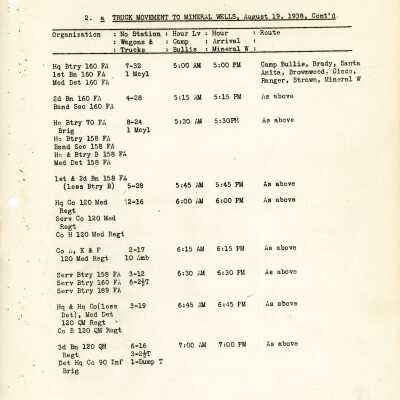 2. a TRUCK MOVEMENT TO MINERAL WELLS, August 19, 1938, Cont'd
Organization : No Station : Hour Lv : Hour : Route
: Wagons & : Camp : Arrival :
: Trucks : Bullis : Mineral W :
Hq Btry 160 FA 7-32 5:00 AM 5:00 PM Camp Bullis, Brady, Santa
1st Bn 160 FA 1 Mcyl Anita, Brownwood, Cisco,
Med Det 160 FA Ranger, Strawn, Mineral W
2d Bn 160 FA 4-28 5:15 AM 5:15 PM As above
Band Sec 160 FA
Hq Btry 70 FA 8-24 5:30 AM 5:30PM As above
Brig 1 Mcyl
Hq Btry 158 FA
Band Sec 158 FA
Hq & Btry B 158 FA
Med Det 158 FA
1st & 2d Bn 158 FA
(less Btry B) 5-28 5:45 AM 5:45 PM As above
Hq Co 120 Med 12-16 6:00 AM 6:00 PM As above
Regt
Serv Co 120 Med
Regt
Co H 120 Med Regt
Co A, K & F 2-17 6:15 AM 6:15 PM As above
120 Med Regt 10 Amb
Serv Btry 158 FA 3-12 6:30 AM 6:30 PM As above
Serv Btry 160 FA 6-2½T
Serv Btry 189 FA
Hq & Hq Co(less 3-19 6:45 AM 6:45 PM As above
Det), Med Det
120 QM Regt
Co B 120 QM Regt
3d Bn 120 QM 6-16 7:00 AM 7:00 PM As above
Regt 3-2½T
Det Hq Co 90 Inf 1-Dump T
Brig